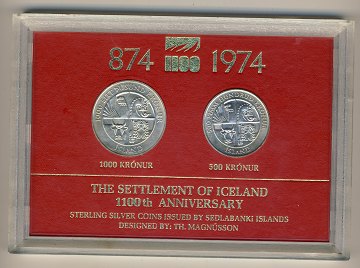 874 1100 1974
1000 KRÓNUR
500 KRÓNUR
THE SETTLEMENT OF ICELAND
1100th ANNIVERSARY
STERLING SILVER COINS ISSUED BY SEDLABANKI ISLANDS
DESIGNED BY: TH. MAGNÚSSON